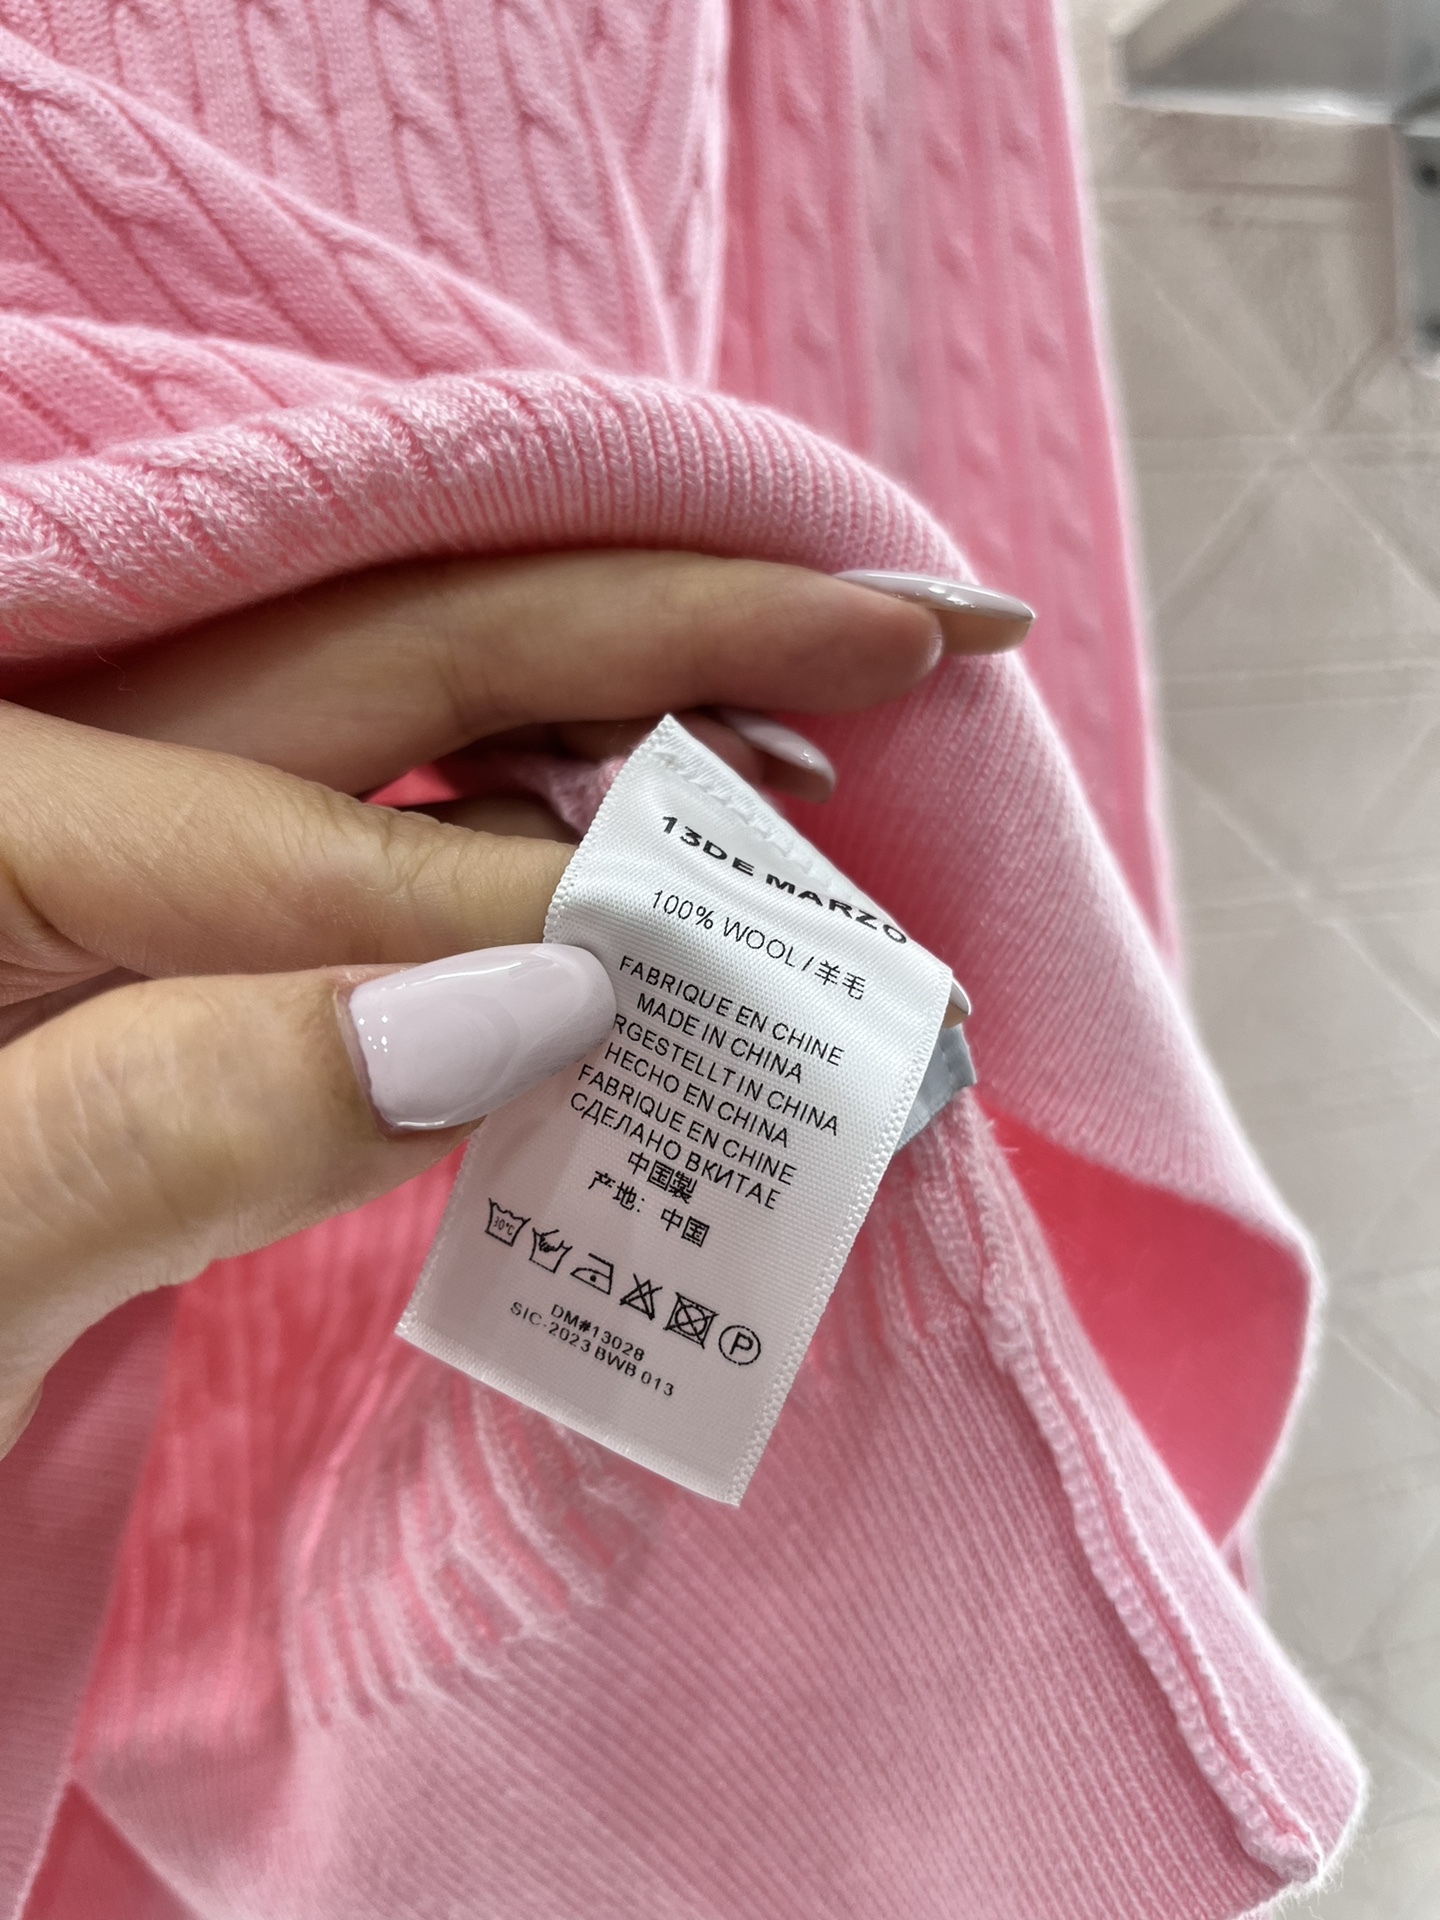 13DE MARZO
100% WOOL / 羊毛
FABRIQUE EN CHINE
MADE IN CHINA
RGESTELLT IN CHINA
HECHO EN CHINA
FABRIQUE EN CHINE
СДЕЛАНО ВКИТАЕ
中国製
产地：中国
30°C
P
DM#13028
SIC-2023 BWB 013